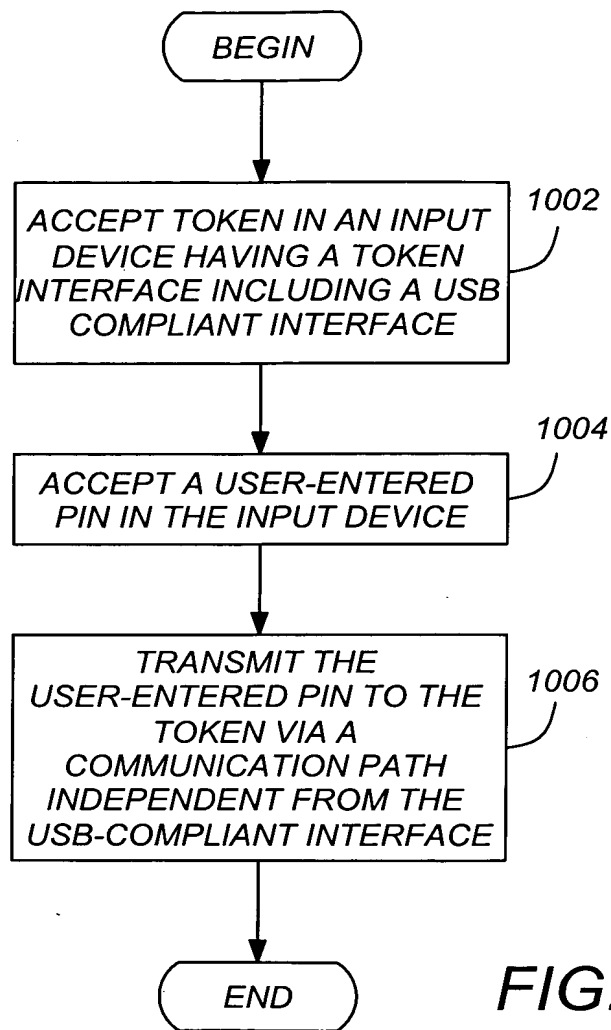 BEGIN
ACCEPT TOKEN IN AN INPUT
DEVICE HAVING A TOKEN
INTERFACE INCLUDING A USB
COMPLIANT INTERFACE
1002
ACCEPT A USER-ENTERED
PIN IN THE INPUT DEVICE
1004
TRANSMIT THE
USER-ENTERED PIN TO THE
TOKEN VIA A
COMMUNICATION PATH
INDEPENDENT FROM THE
USB-COMPLIANT INTERFACE
1006
END
FIG.